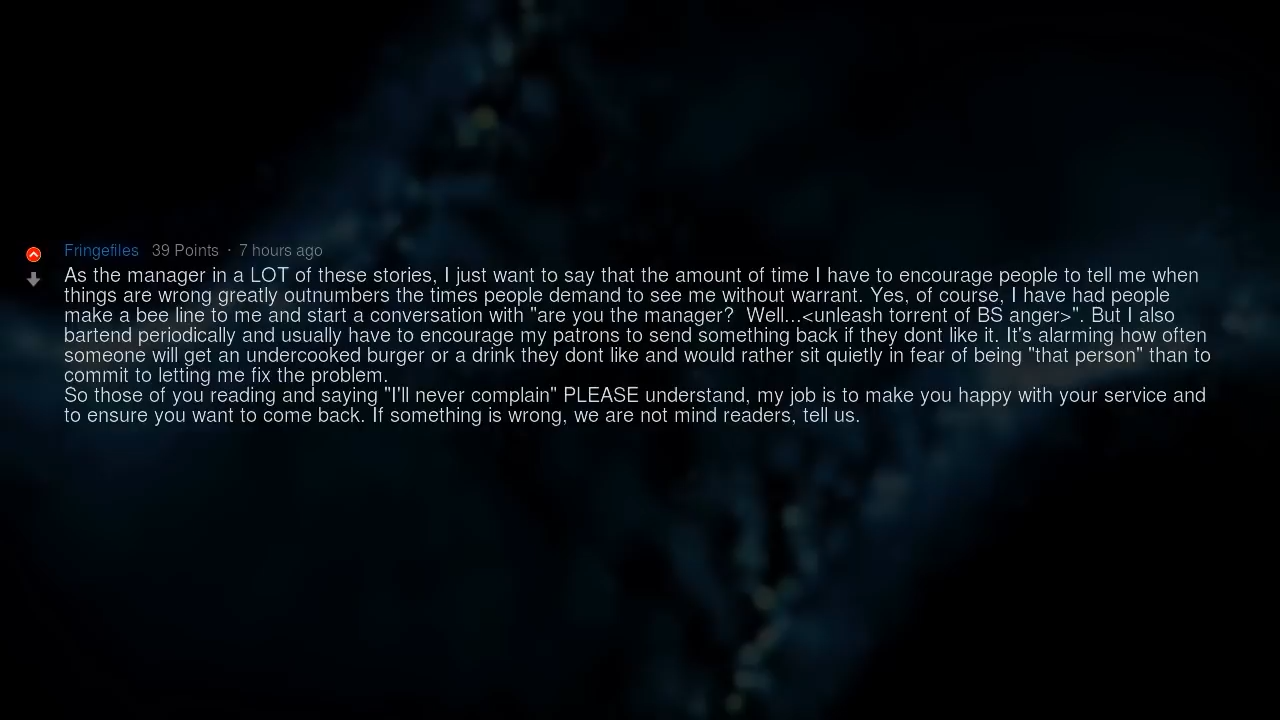 Fringefiles 39 Points · 7 hours ago
As the manager in a LOT of these stories, I just want to say that the amount of time I have to encourage people to tell me when
things are wrong greatly outnumbers the times people demand to see me without warrant. Yes, of course, I have had people
make a bee line to me and start a conversation with "are you the manager?  Well...<unleash torrent of BS anger>". But I also
bartend periodically and usually have to encourage my patrons to send something back if they dont like it. It's alarming how often
someone will get an undercooked burger or a drink they dont like and would rather sit quietly in fear of being "that person" than to
commit to letting me fix the problem.
So those of you reading and saying "I'll never complain" PLEASE understand, my job is to make you happy with your service and
to ensure you want to come back. If something is wrong, we are not mind readers, tell us.